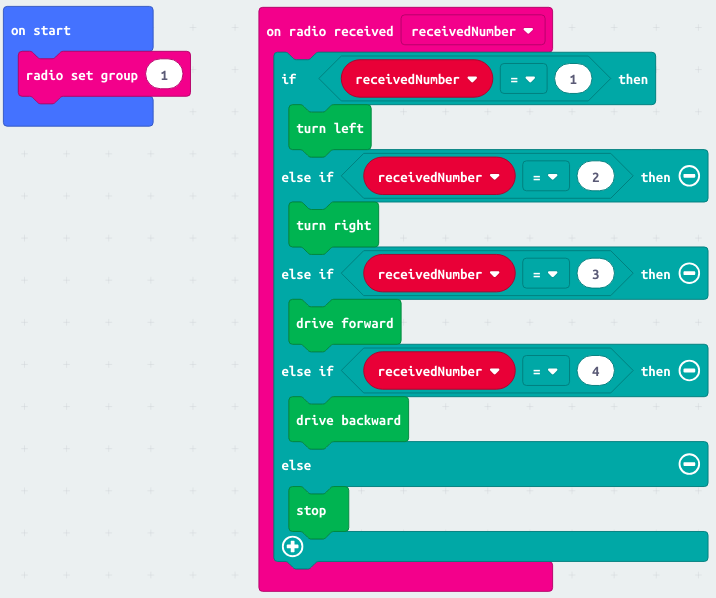 on start
radio set group 1
on radio received receivedNumber
if receivedNumber = 1 then
turn left
else if receivedNumber = 2 then
turn right
else if receivedNumber = 3 then
drive forward
else if receivedNumber = 4 then
drive backward
else
stop